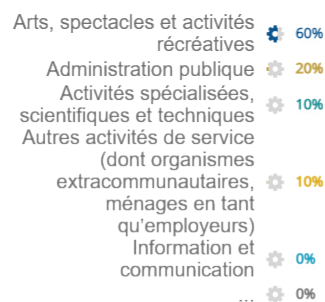 Arts, spectacles et activités
récréatives 60%
Administration publique 20%
Activités spécialisées,
scientifiques et techniques 10%
Autres activités de service
(dont organismes
extracommunautaires, 10%
ménages en tant
qu'employeurs)
Information et
communication 0%
... 0%